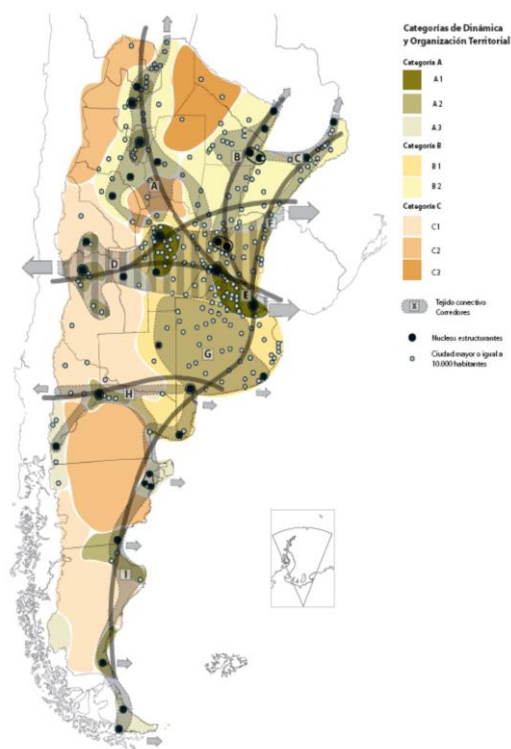 Categorías de Dinámica
y Organización Territorial
Categoría A
A 1
A 2
A 3
Categoría B
B 1
B 2
Categoría C
C1
C2
C3
X
Tejido conectivo
Corredores
Nucleos estructurantes
Ciudad mayor o igual a
10.000 habitantes
B
C
A
F
D
E
G
H
I